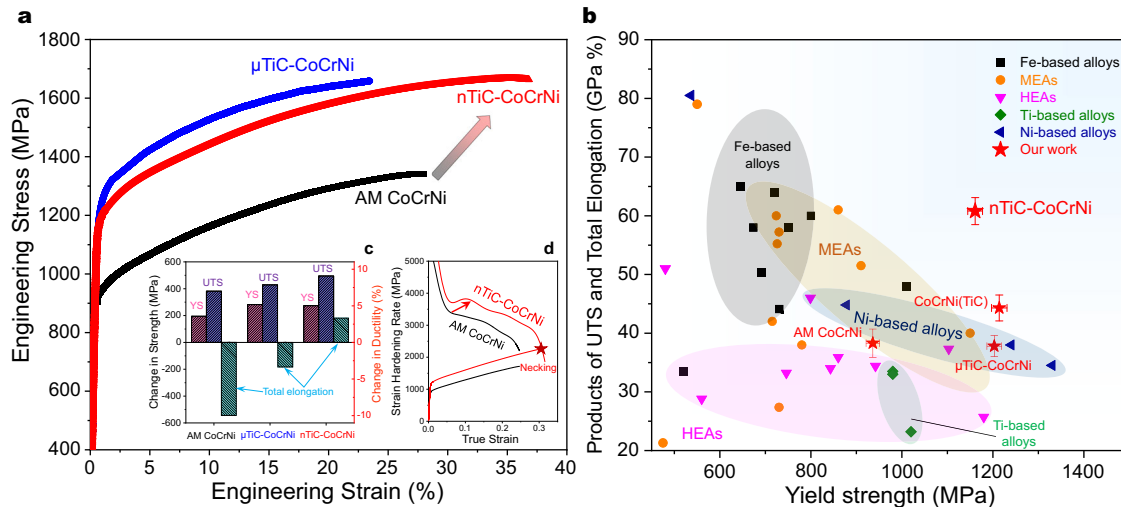 a
1800
1600
1400
1200
1000
800
600
400
Engineering Stress (MPa)
0
5
10
15
20
25
30
35
40
Engineering Strain (%)
μTiC-CoCrNi
nTiC-CoCrNi
AM CoCrNi
c
600
400
200
0
-200
-400
-600
Change in Strength (MPa)
YS
UTS
YS
UTS
YS
UTS
Total elongation
10
5
0
-5
-10
Change in Ductility (%)
AM CoCrNi
μTiC-CoCrNi
nTiC-CoCrNi
d
5000
4000
3000
2000
1000
0
Strain Hardening Rate (MPa)
nTiC-CoCrNi
AM CoCrNi
Necking
0.0
0.1
0.2
0.3
True Strain
b
90
80
70
60
50
40
30
20
Products of UTS and Total Elongation (GPa %)
600
800
1000
1200
1400
Yield strength (MPa)
Fe-based alloys
MEAs
HEAs
Ti-based alloys
Ni-based alloys
Our work
Fe-based
alloys
nTiC-CoCrNi
MEAs
CoCrNi(TiC)
Ni-based alloys
AM CoCrNi
μTiC-CoCrNi
HEAs
Ti-based
alloys